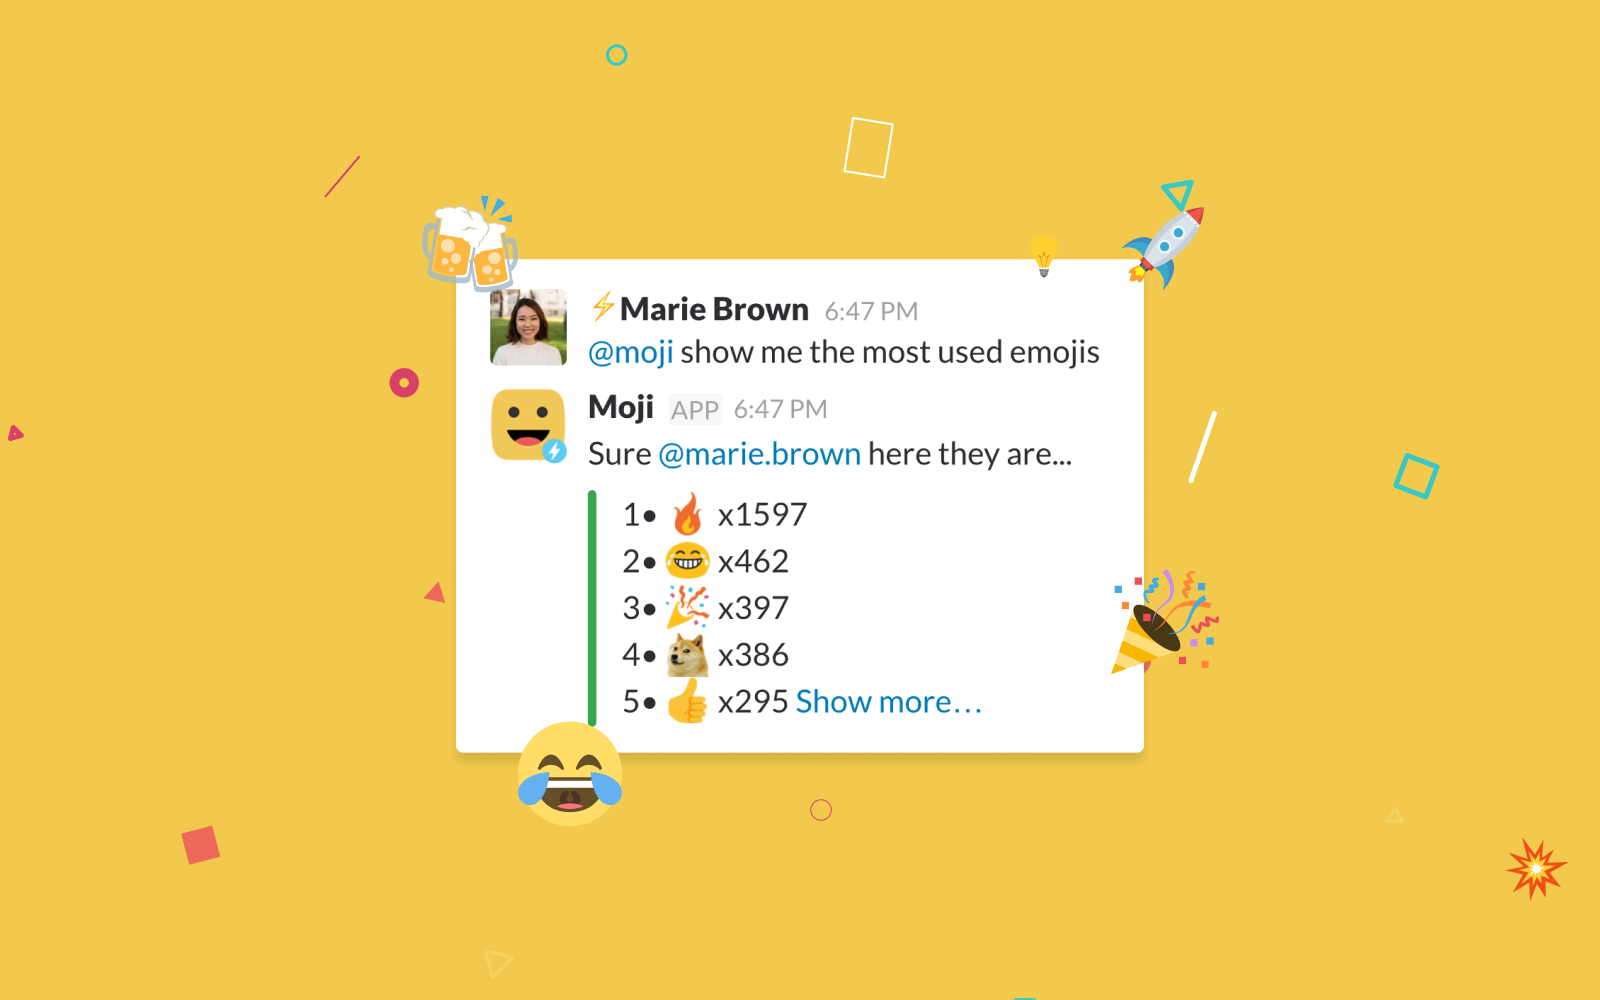 ⚡Marie Brown 6:47 PM
@moji show me the most used emojis
Moji APP 6:47 PM
Sure @marie.brown here they are...
1• 🔥 x1597
2• 😂 x462
3• 🎉 x397
4• x386
5• 👍 x295 Show more...